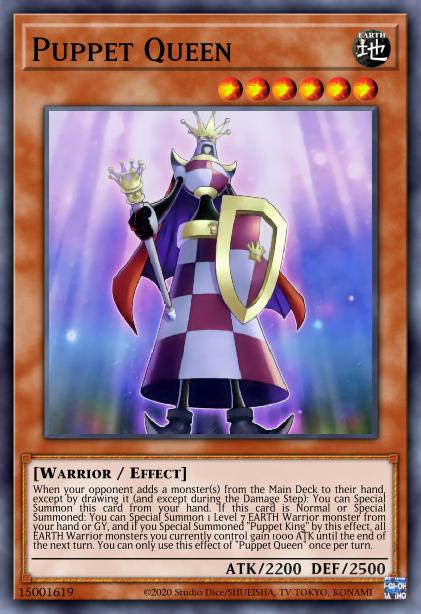 PUPPET QUEEN
EARTH
地
[WARRIOR / EFFECT]
When your opponent adds a monster(s) from the Main Deck to their hand,
except by drawing it (and except during the Damage Step): You can Special
Summon this card from your hand. If this card is Normal or Special
Summoned: You can Special Summon 1 Level 7 EARTH Warrior monster from
your hand or GY, and if you Special Summoned "Puppet King" by this effect, all
EARTH Warrior monsters you currently control gain 1000 ATK until the end of
the next turn. You can only use this effect of "Puppet Queen" once per turn.
ATK/2200 DEF/2500
15001619
©2020 Studio Dice/SHUEISHA, TV TOKYO, KONAMI